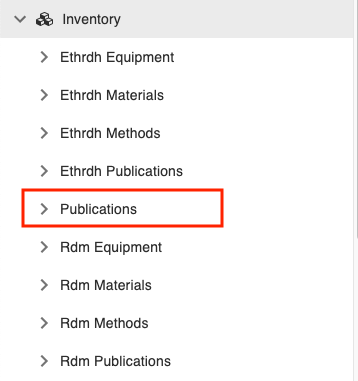 Inventory
Ethrdh Equipment
Ethrdh Materials
Ethrdh Methods
Ethrdh Publications
Publications
Rdm Equipment
Rdm Materials
Rdm Methods
Rdm Publications